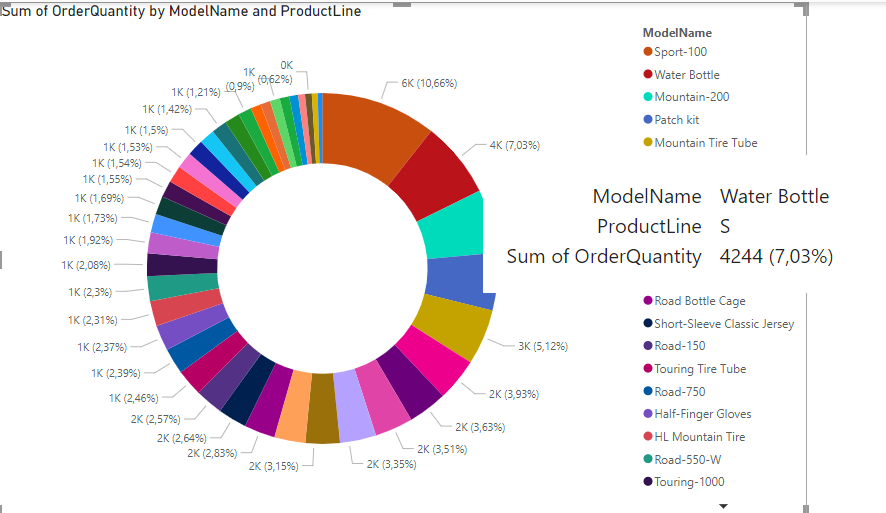 Sum of OrderQuantity by ModelName and ProductLine
ModelName
Sport-100
Water Bottle
Mountain-200
Patch kit
Mountain Tire Tube
ModelName Water Bottle
ProductLine S
Sum of OrderQuantity 4244 (7,03%)
Road Bottle Cage
Short-Sleeve Classic Jersey
Road-150
Touring Tire Tube
Road-750
Half-Finger Gloves
HL Mountain Tire
Road-550-W
Touring-1000
6K (10,66%)
4K (7,03%)
3K (5,12%)
2K (3,93%)
2K (3,63%)
2K (3,51%)
2K (3,35%)
2K (3,15%)
2K (2,83%)
2K (2,64%)
2K (2,57%)
1K (2,46%)
1K (2,39%)
1K (2,37%)
1K (2,31%)
1K (2,3%)
1K (2,08%)
1K (1,92%)
1K (1,73%)
1K (1,69%)
1K (1,55%)
1K (1,54%)
1K (1,53%)
1K (1,5%)
1K (1,42%)
1K (1,21%)
(0,9%)
1K (0,62%)
0K